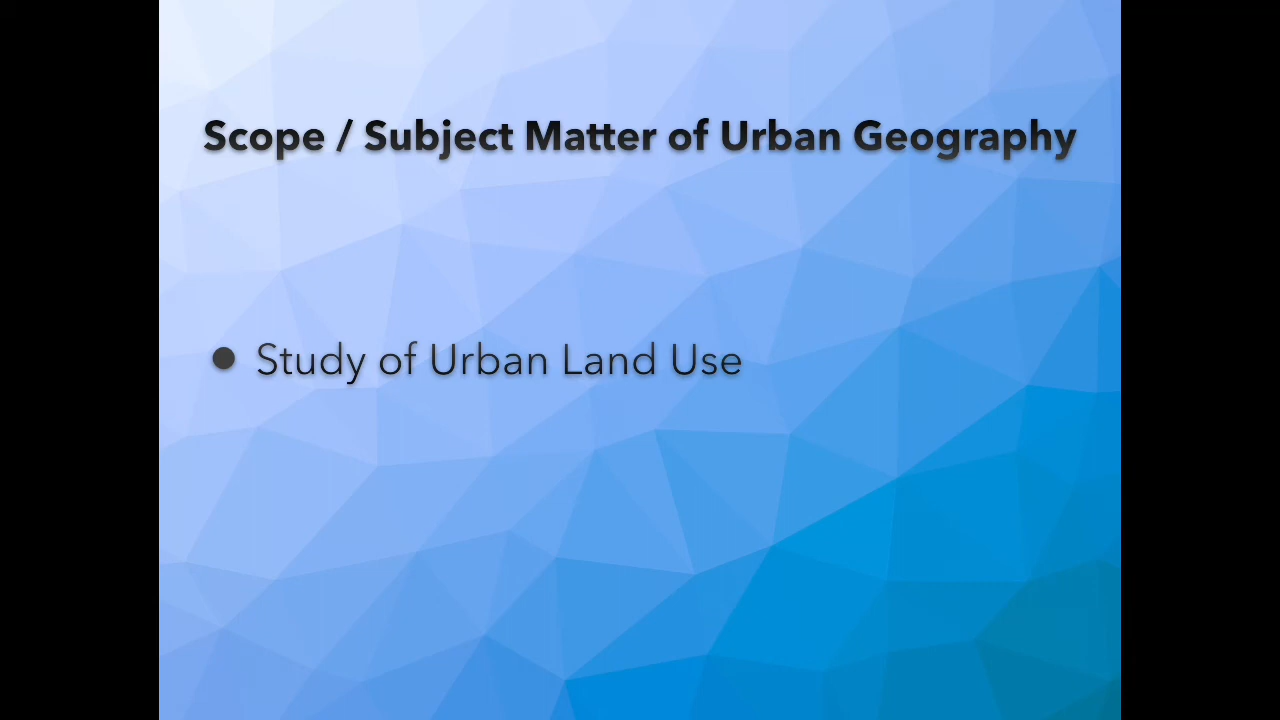 Scope / Subject Matter of Urban Geography
• Study of Urban Land Use